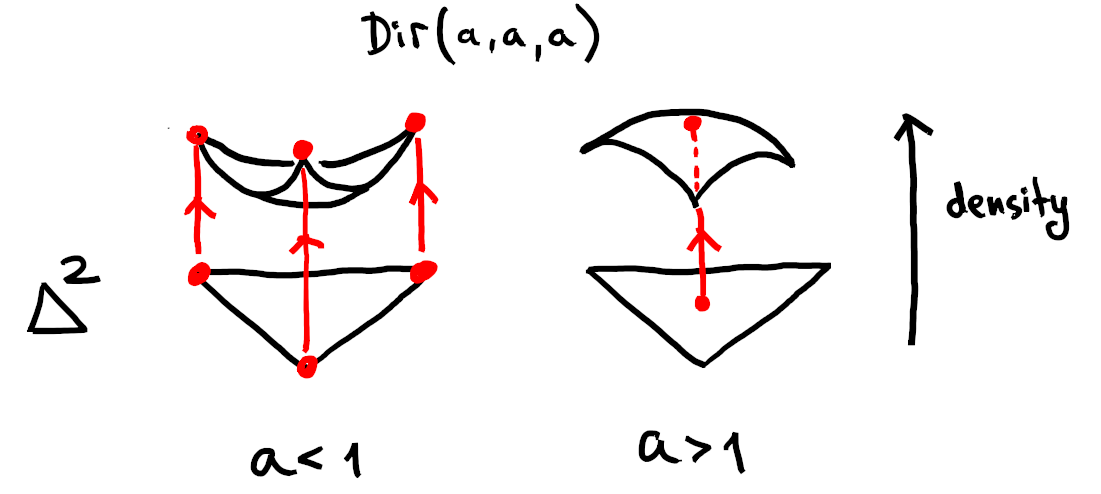 Dir(a,a,a)
density
Δ²
a<1
a>1